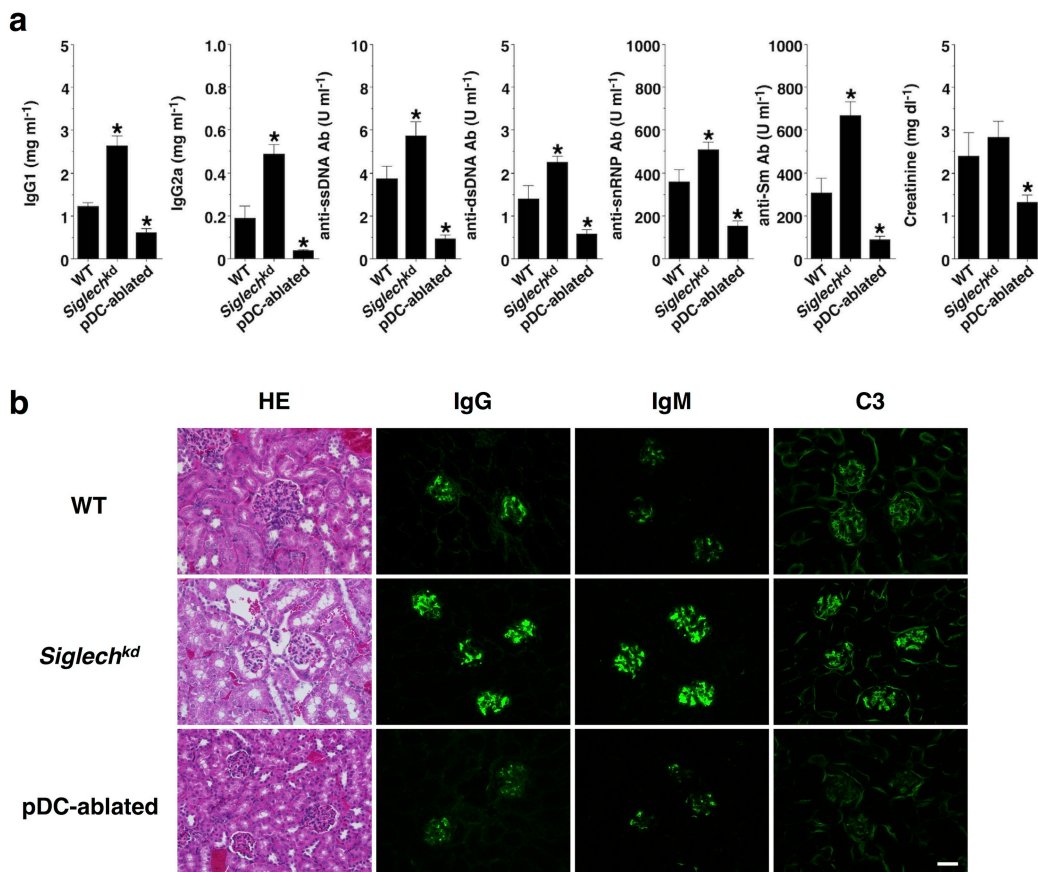 a
IgG1 (mg ml-1)
5
4
3
2
1
0
*
*
WT
Siglechkd
pDC-ablated
IgG2a (mg ml-1)
1.0
0.8
0.6
0.4
0.2
0
*
*
WT
Siglechkd
pDC-ablated
anti-ssDNA Ab (U ml-1)
10
8
6
4
2
0
*
*
WT
Siglechkd
pDC-ablated
anti-dsDNA Ab (U ml-1)
5
4
3
2
1
0
*
*
WT
Siglechkd
pDC-ablated
anti-snRNP Ab (U ml-1)
1000
800
600
400
200
0
*
*
WT
Siglechkd
pDC-ablated
anti-Sm Ab (U ml-1)
1000
800
600
400
200
0
*
*
WT
Siglechkd
pDC-ablated
Creatinine (mg dl-1)
5
4
3
2
1
0
*
WT
Siglechkd
pDC-ablated
b
HE IgG IgM C3
WT
Siglechkd
pDC-ablated